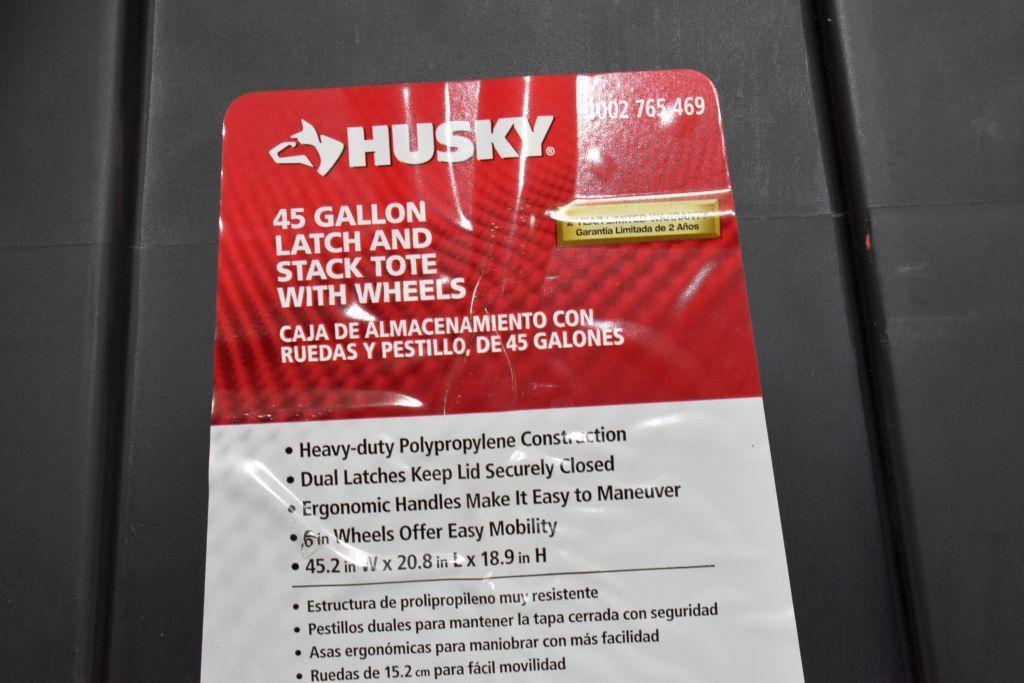 HUSKY®
002 765 469
45 GALLON
LATCH AND
STACK TOTE
WITH WHEELS
2 YEAR LIMITED WARRANTY
Garantía Limitada de 2 Años
CAJA DE ALMACENAMIENTO CON
RUEDAS Y PESTILLO, DE 45 GALONES
• Heavy-duty Polypropylene Construction
• Dual Latches Keep Lid Securely Closed
• Ergonomic Handles Make It Easy to Maneuver
• 6 in Wheels Offer Easy Mobility
• 45.2 in W x 20.8 in L x 18.9 in H
• Estructura de prolipropileno muy resistente
• Pestillos duales para mantener la tapa cerrada con seguridad
• Asas ergonómicas para maniobrar con más facilidad
• Ruedas de 15.2 cm para fácil movilidad